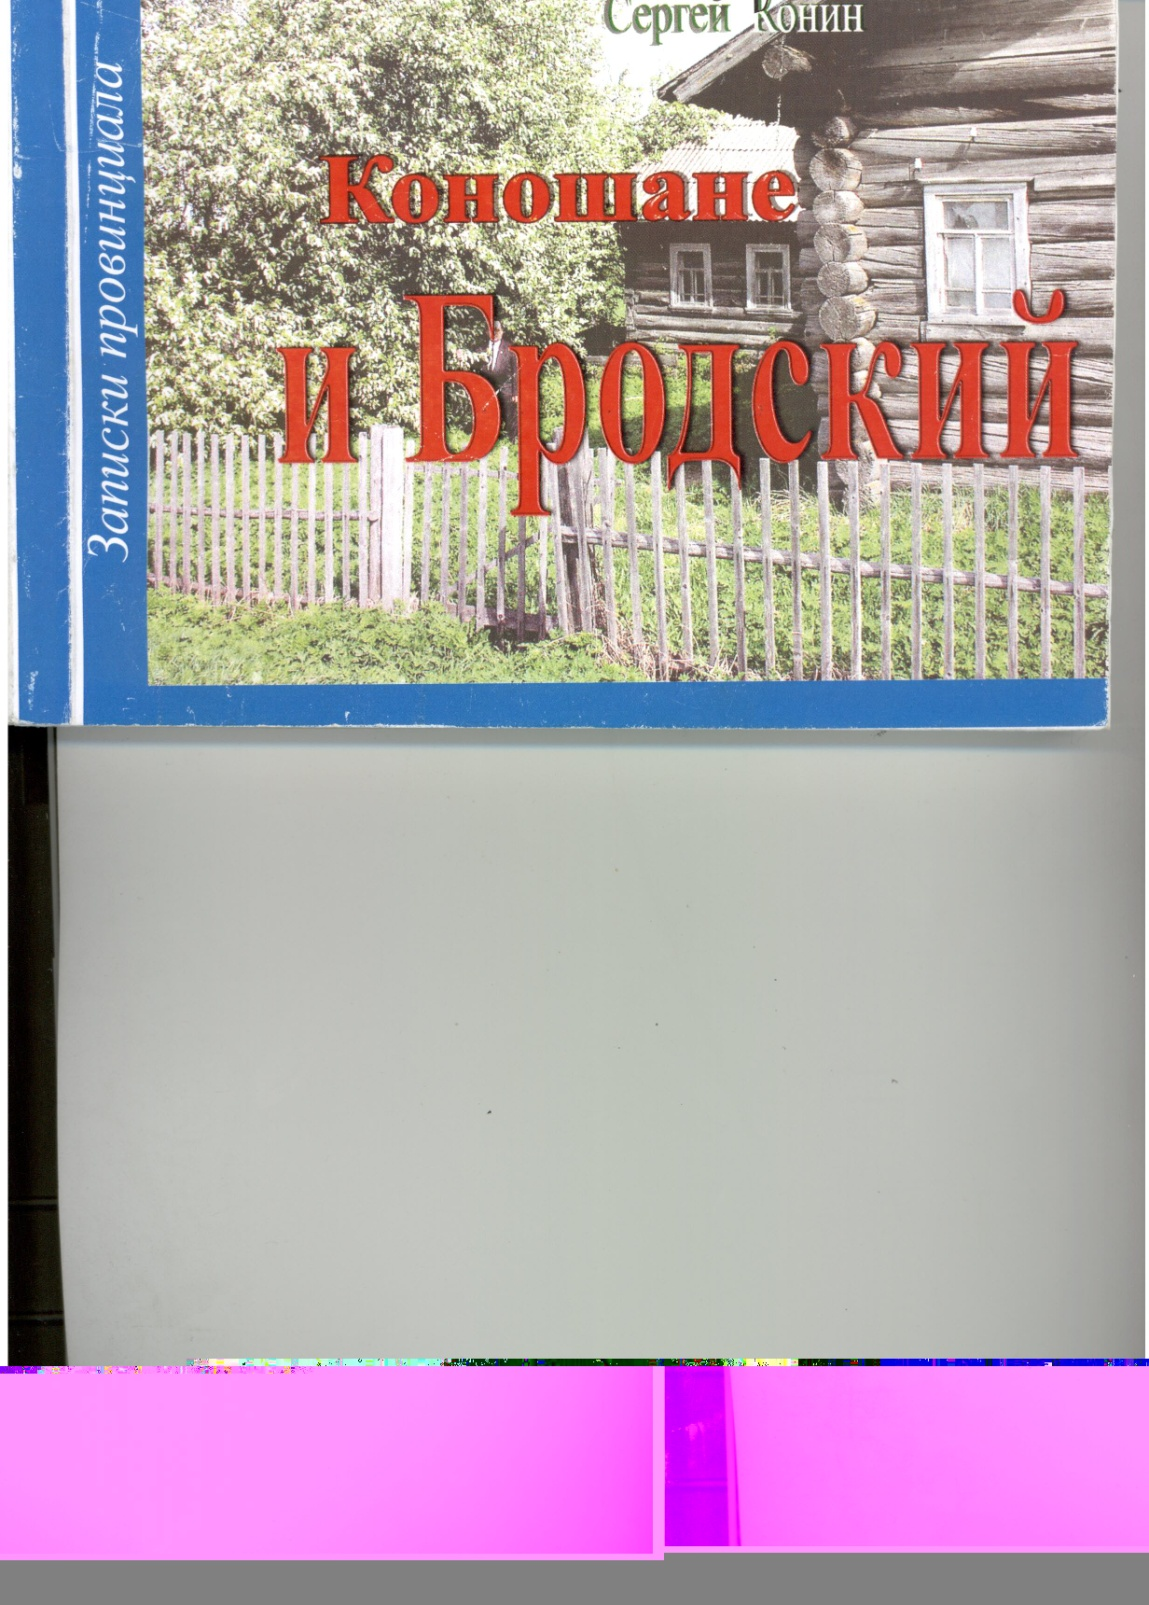 Сергей Конин
Коношане
и Бродский
Записки провинциала